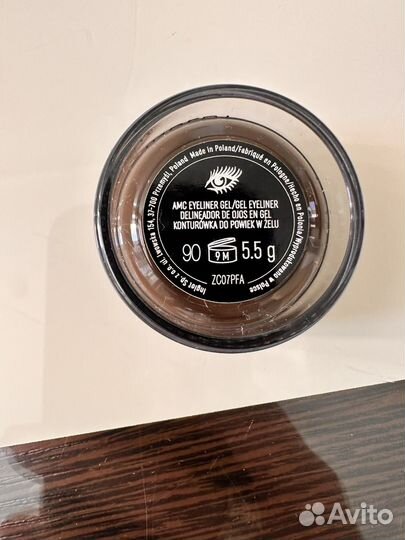 AMC EYELINER GEL/GEL EYELINER
DELINEADOR DE OJOS EN GEL
KONTURÓWKA DO POWIEK W ŻELU
90 9M 5.5 g
ZC07PFA
Inglot Sp. z o.o. ul. Lwowska 154, 37-700 Przemyśl, Poland Made in Poland/Fabriqué en Pologne/Hecho en Polonia/Wyprodukowano w Polsce
Avito